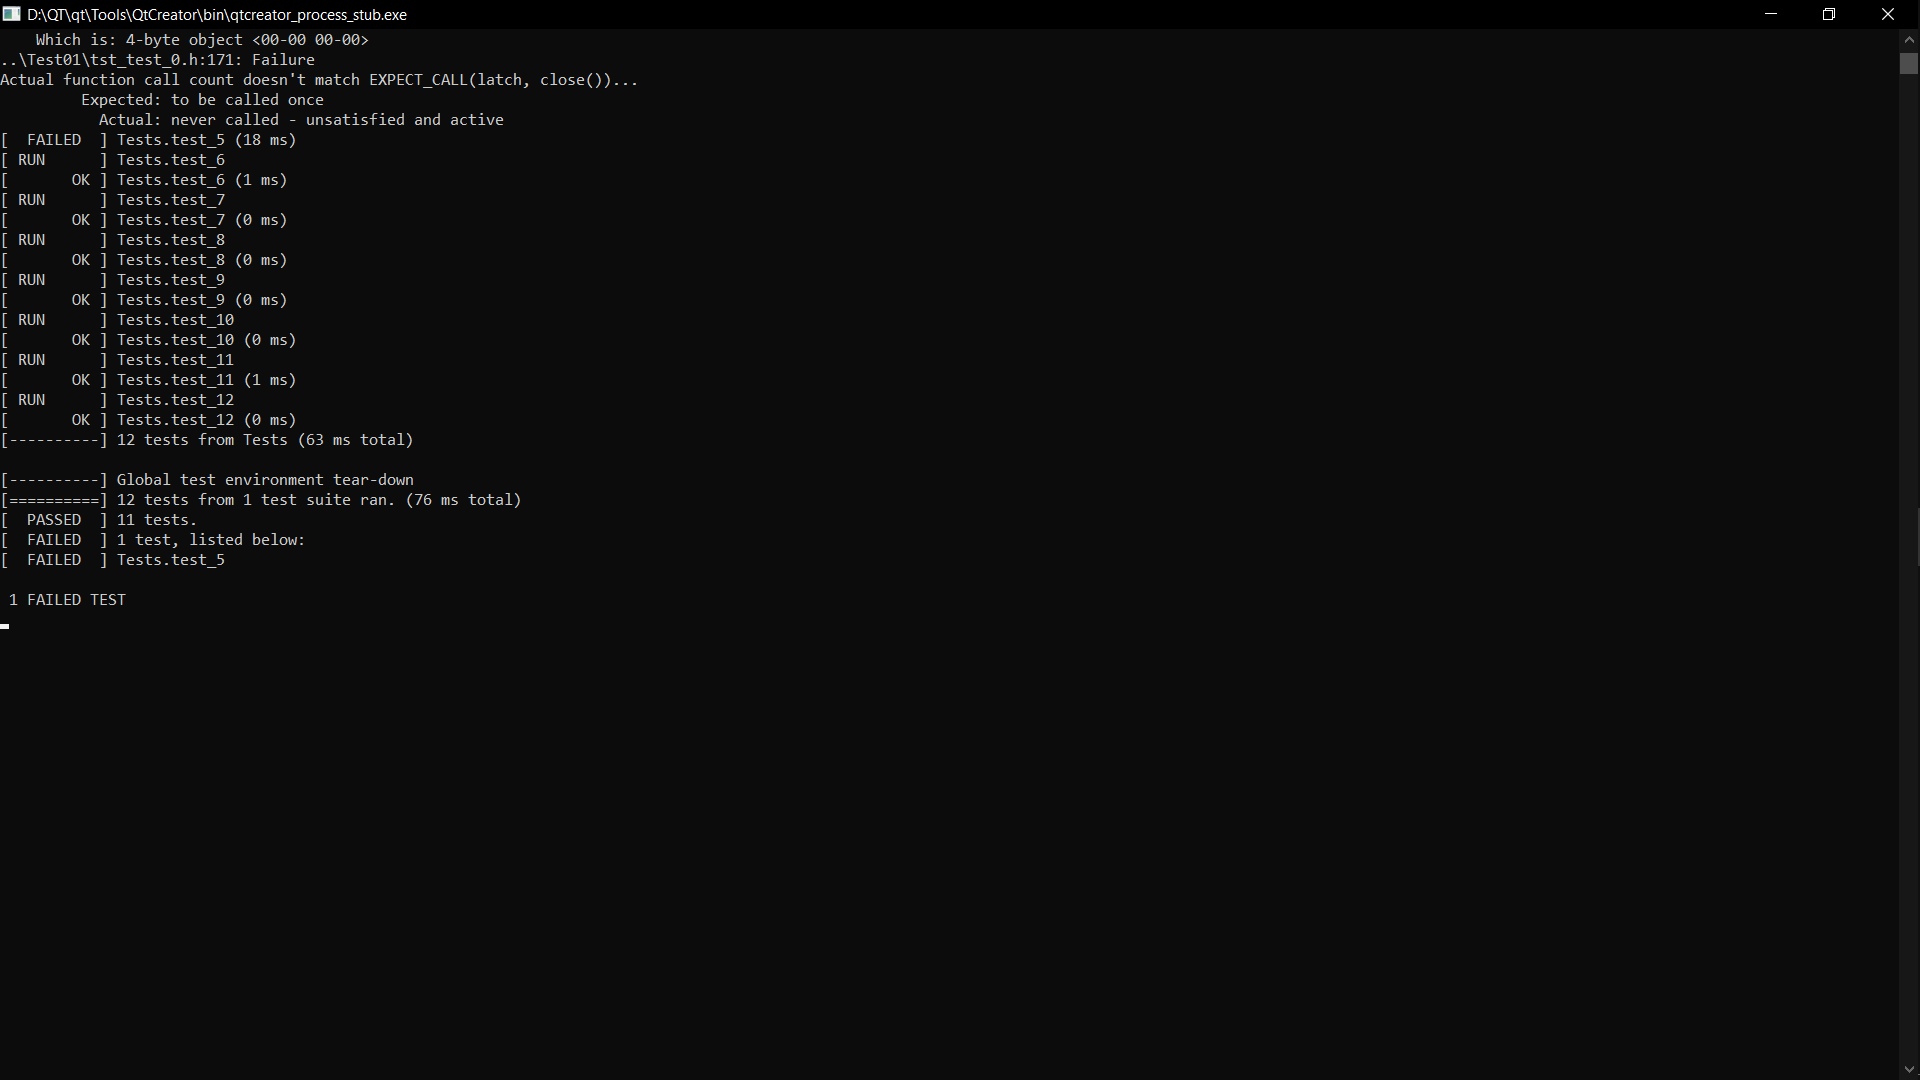 D:\QT\qt\Tools\QtCreator\bin\qtcreator_process_stub.exe
    Which is: 4-byte object <00-00 00-00>
..\Test01\tst_test_0.h:171: Failure
Actual function call count doesn't match EXPECT_CALL(latch, close())...
         Expected: to be called once
           Actual: never called - unsatisfied and active
[  FAILED  ] Tests.test_5 (18 ms)
[ RUN      ] Tests.test_6
[       OK ] Tests.test_6 (1 ms)
[ RUN      ] Tests.test_7
[       OK ] Tests.test_7 (0 ms)
[ RUN      ] Tests.test_8
[       OK ] Tests.test_8 (0 ms)
[ RUN      ] Tests.test_9
[       OK ] Tests.test_9 (0 ms)
[ RUN      ] Tests.test_10
[       OK ] Tests.test_10 (0 ms)
[ RUN      ] Tests.test_11
[       OK ] Tests.test_11 (1 ms)
[ RUN      ] Tests.test_12
[       OK ] Tests.test_12 (0 ms)
[----------] 12 tests from Tests (63 ms total)

[----------] Global test environment tear-down
[==========] 12 tests from 1 test suite ran. (76 ms total)
[  PASSED  ] 11 tests.
[  FAILED  ] 1 test, listed below:
[  FAILED  ] Tests.test_5

 1 FAILED TEST